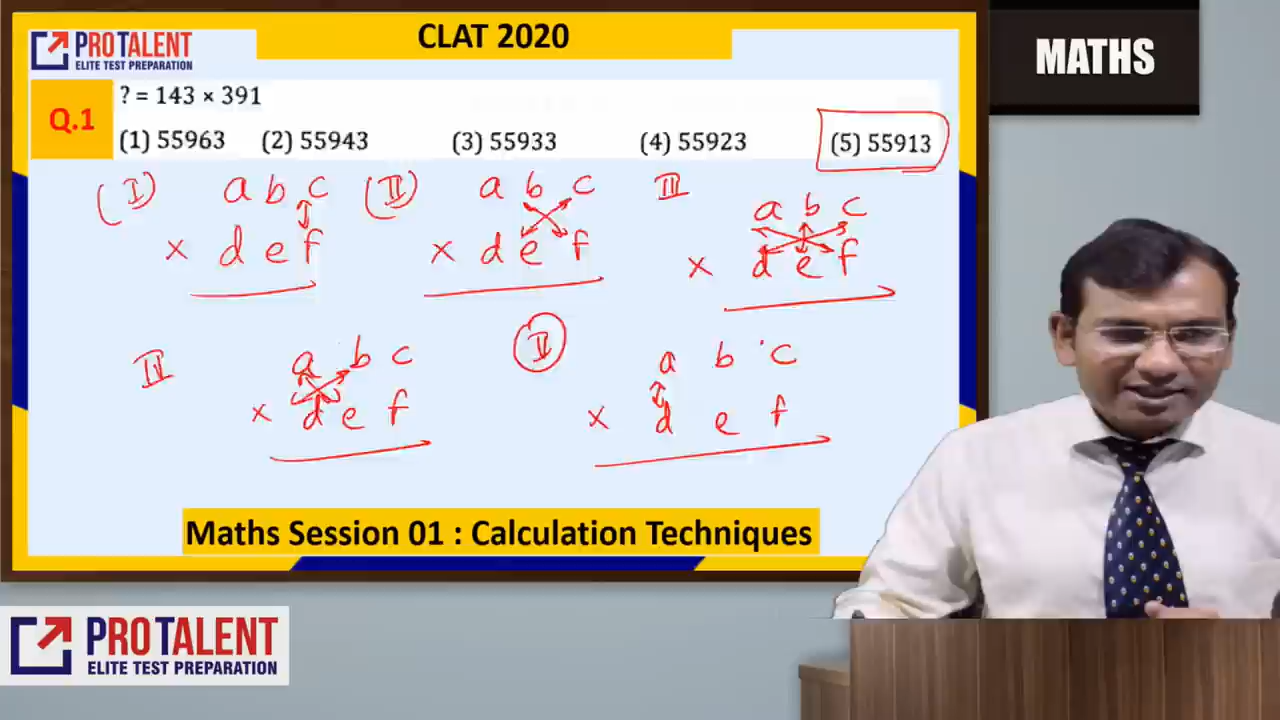 PROTALENT
ELITE TEST PREPARATION
CLAT 2020
MATHS
Q.1
? = 143 × 391
(1) 55963 (2) 55943 (3) 55933 (4) 55923 (5) 55913
(I) a b c (II) a b c III a b c
× d e f × d e f × d e f
IV a b c II a b c
× d e f × d e f
Maths Session 01 : Calculation Techniques
PROTALENT
ELITE TEST PREPARATION